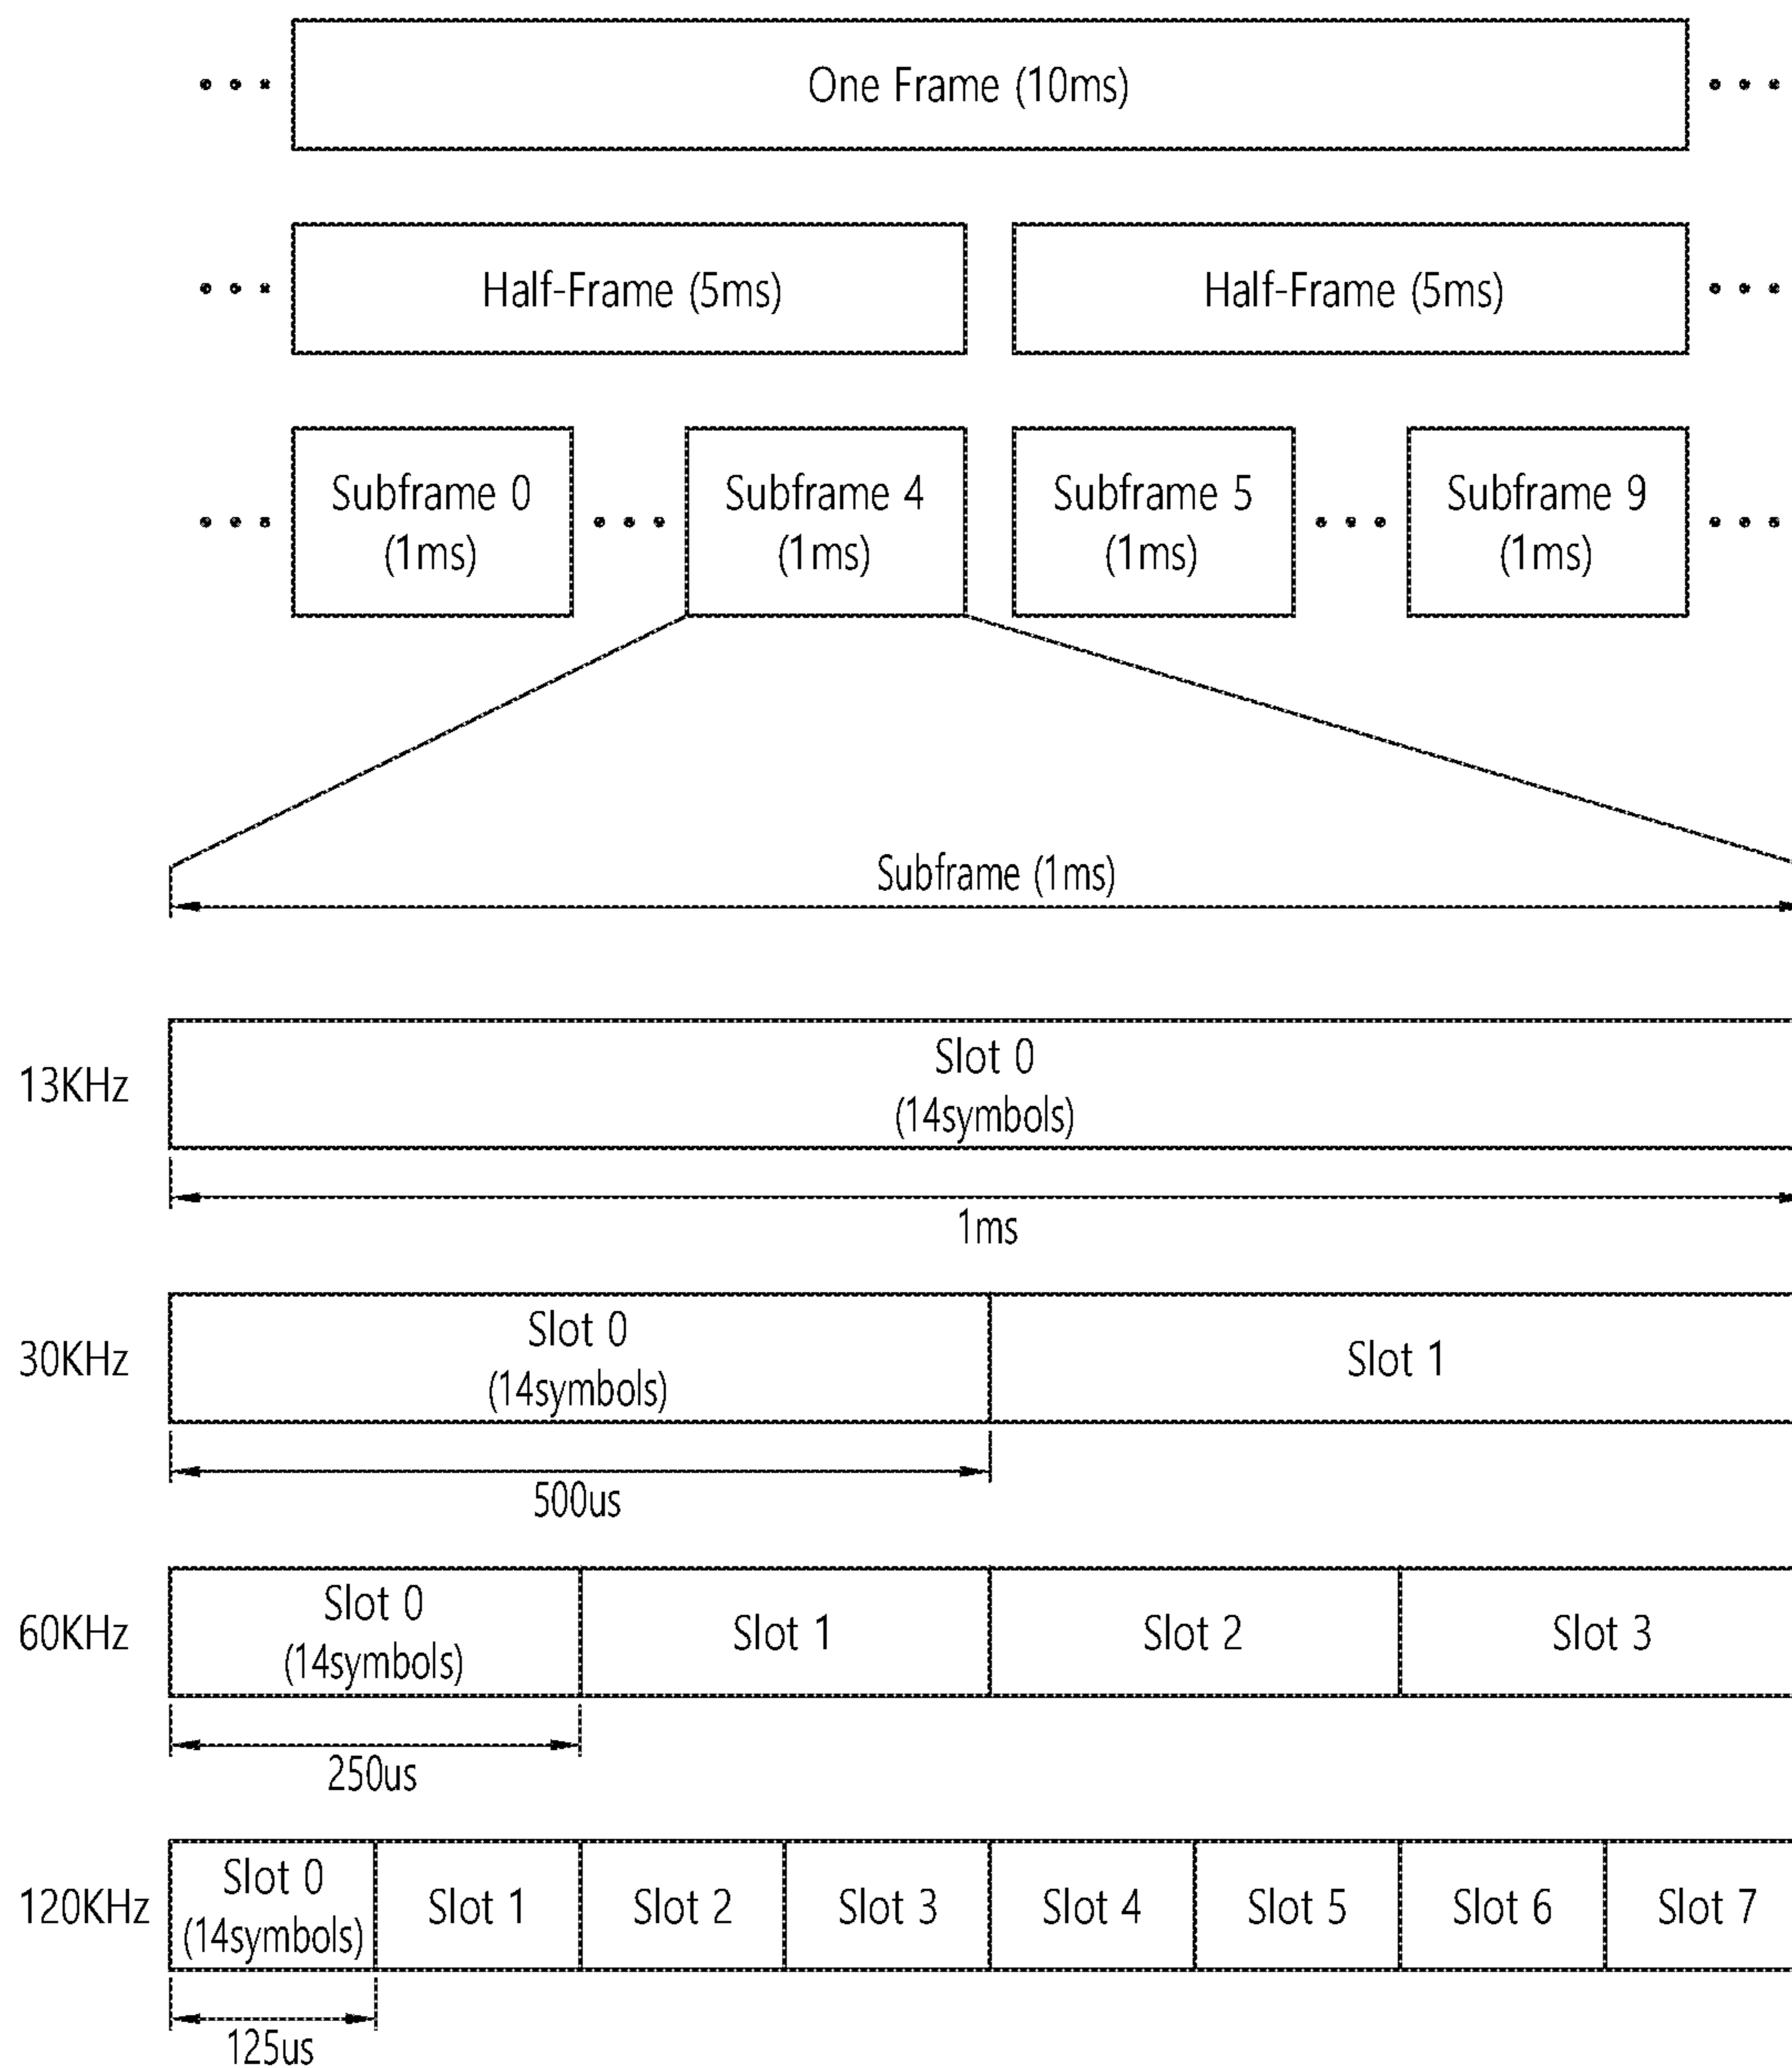 One Frame (10ms)
Half-Frame (5ms)
Half-Frame (5ms)
Subframe 0
(1ms)
Subframe 4
(1ms)
Subframe 5
(1ms)
Subframe 9
(1ms)
Subframe (1ms)
13KHz
Slot 0
(14symbols)
1ms
30KHz
Slot 0
(14symbols)
Slot 1
500us
60KHz
Slot 0
(14symbols)
Slot 1
Slot 2
Slot 3
250us
120KHz
Slot 0
(14symbols)
Slot 1
Slot 2
Slot 3
Slot 4
Slot 5
Slot 6
Slot 7
125us